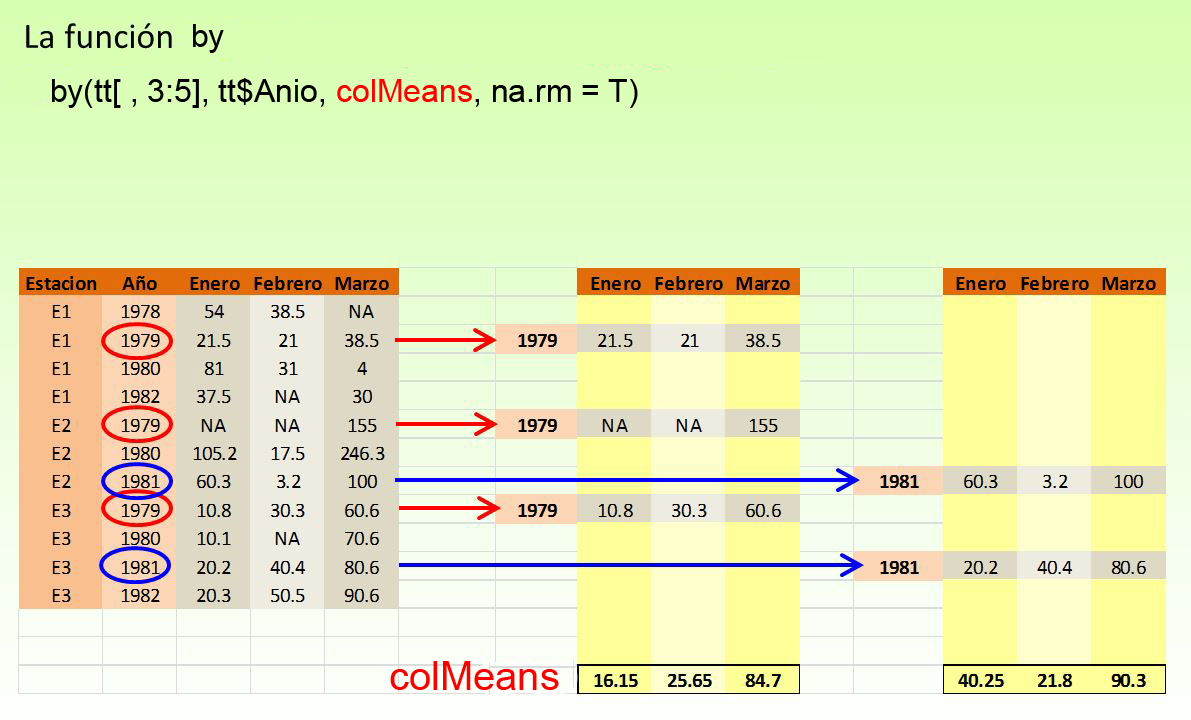 La función by
by(tt[ , 3:5], tt$Anio, colMeans, na.rm = T)
Estacion Año Enero Febrero Marzo Enero Febrero Marzo Enero Febrero Marzo
E1 1978 54 38.5 NA
E1 1979 21.5 21 38.5 1979 21.5 21 38.5
E1 1980 81 31 4
E1 1982 37.5 NA 30
E2 1979 NA NA 155 1979 NA NA 155
E2 1980 105.2 17.5 246.3
E2 1981 60.3 3.2 100 1981 60.3 3.2 100
E3 1979 10.8 30.3 60.6 1979 10.8 30.3 60.6
E3 1980 10.1 NA 70.6
E3 1981 20.2 40.4 80.6 1981 20.2 40.4 80.6
E3 1982 20.3 50.5 90.6
colMeans 16.15 25.65 84.7 40.25 21.8 90.3